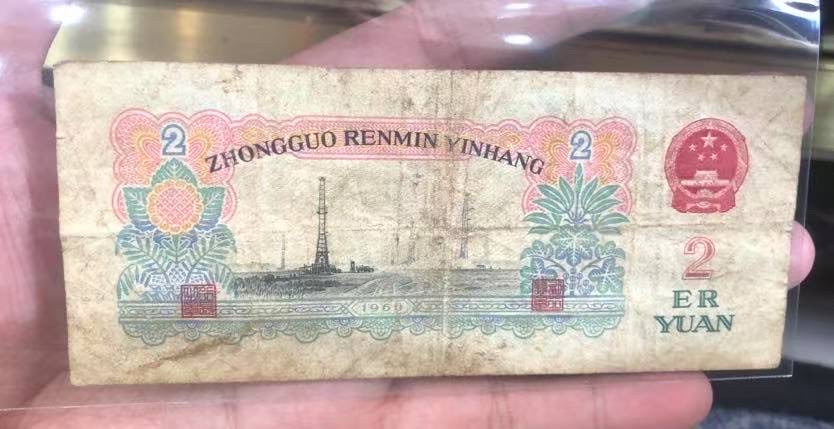 2
2
ZHONGGUO RENMIN YINHANG
2
ER
YUAN
1960